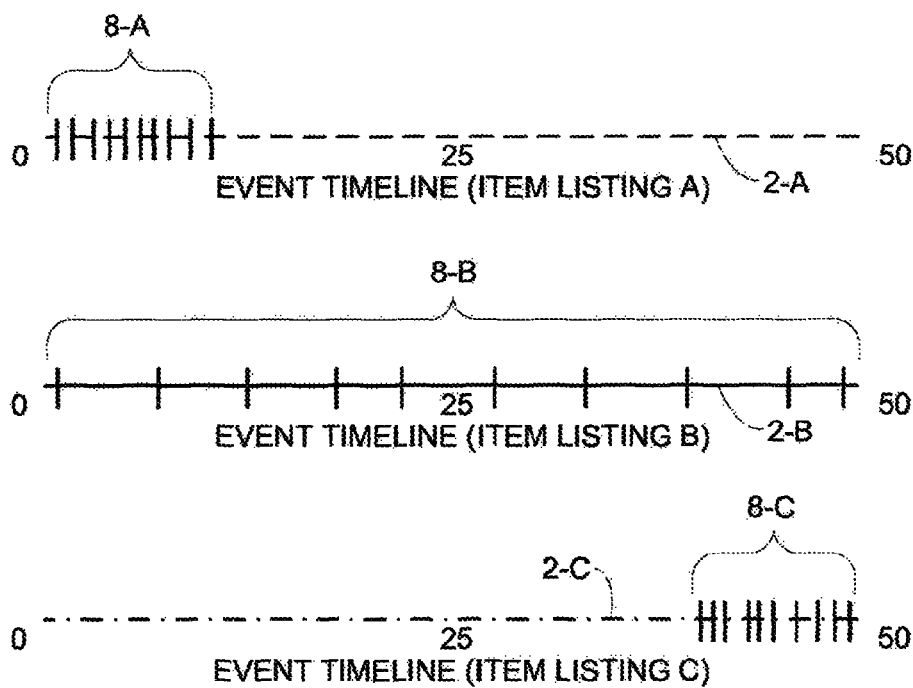 8-A
0 25 50
EVENT TIMELINE (ITEM LISTING A) 2-A
8-B
0 25 50
EVENT TIMELINE (ITEM LISTING B) 2-B
8-C
2-C
0 25 50
EVENT TIMELINE (ITEM LISTING C)